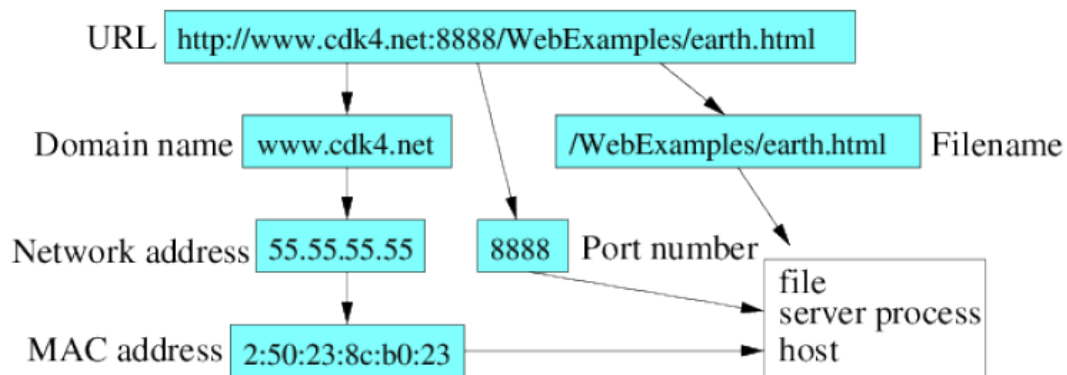 URL http://www.cdk4.net:8888/WebExamples/earth.html
Domain name www.cdk4.net /WebExamples/earth.html Filename
Network address 55.55.55.55 8888 Port number
file
server process
MAC address 2:50:23:8c:b0:23 host